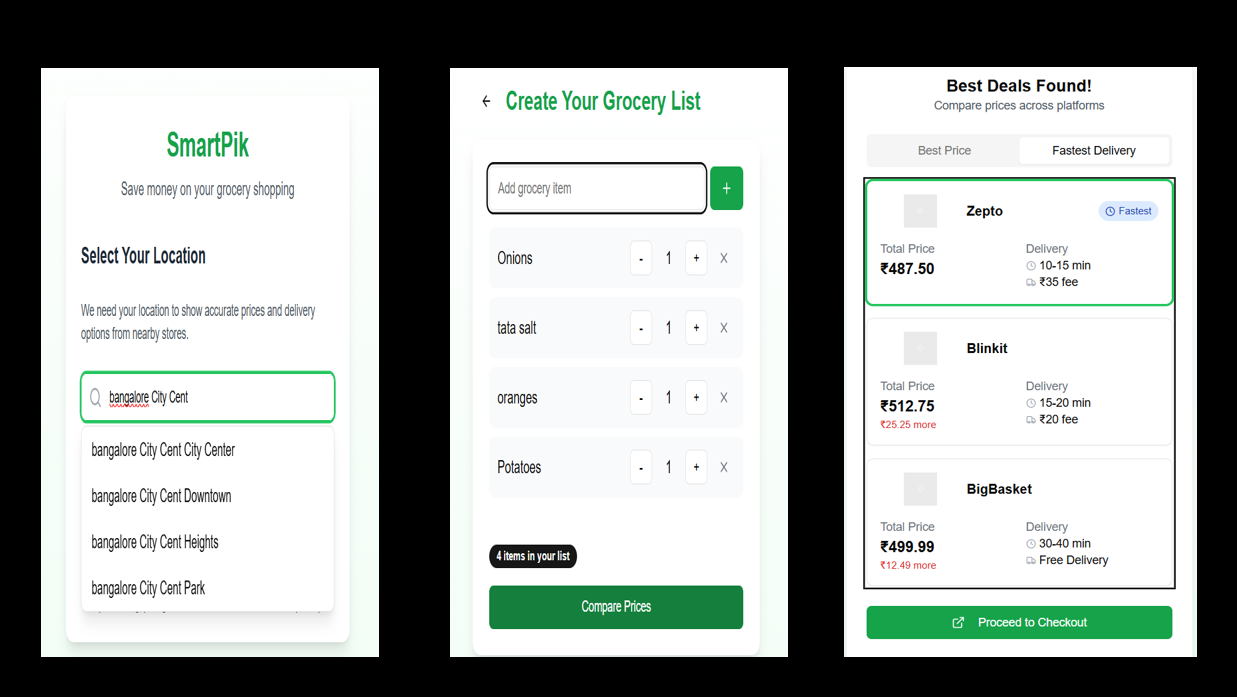 SmartPik
Save money on your grocery shopping
Select Your Location
We need your location to show accurate prices and delivery
options from nearby stores.
bangalore City Cent
bangalore City Cent City Center
bangalore City Cent Downtown
bangalore City Cent Heights
bangalore City Cent Park
Create Your Grocery List
Add grocery item
+
Onions - 1 + X
tata salt - 1 + X
oranges - 1 + X
Potatoes - 1 + X
4 items in your list
Compare Prices
Best Deals Found!
Compare prices across platforms
Best Price Fastest Delivery
Zepto Fastest
Total Price Delivery
₹487.50 10-15 min
₹35 fee
Blinkit
Total Price Delivery
₹512.75 15-20 min
₹25.25 more ₹20 fee
BigBasket
Total Price Delivery
₹499.99 30-40 min
₹12.49 more Free Delivery
Proceed to Checkout